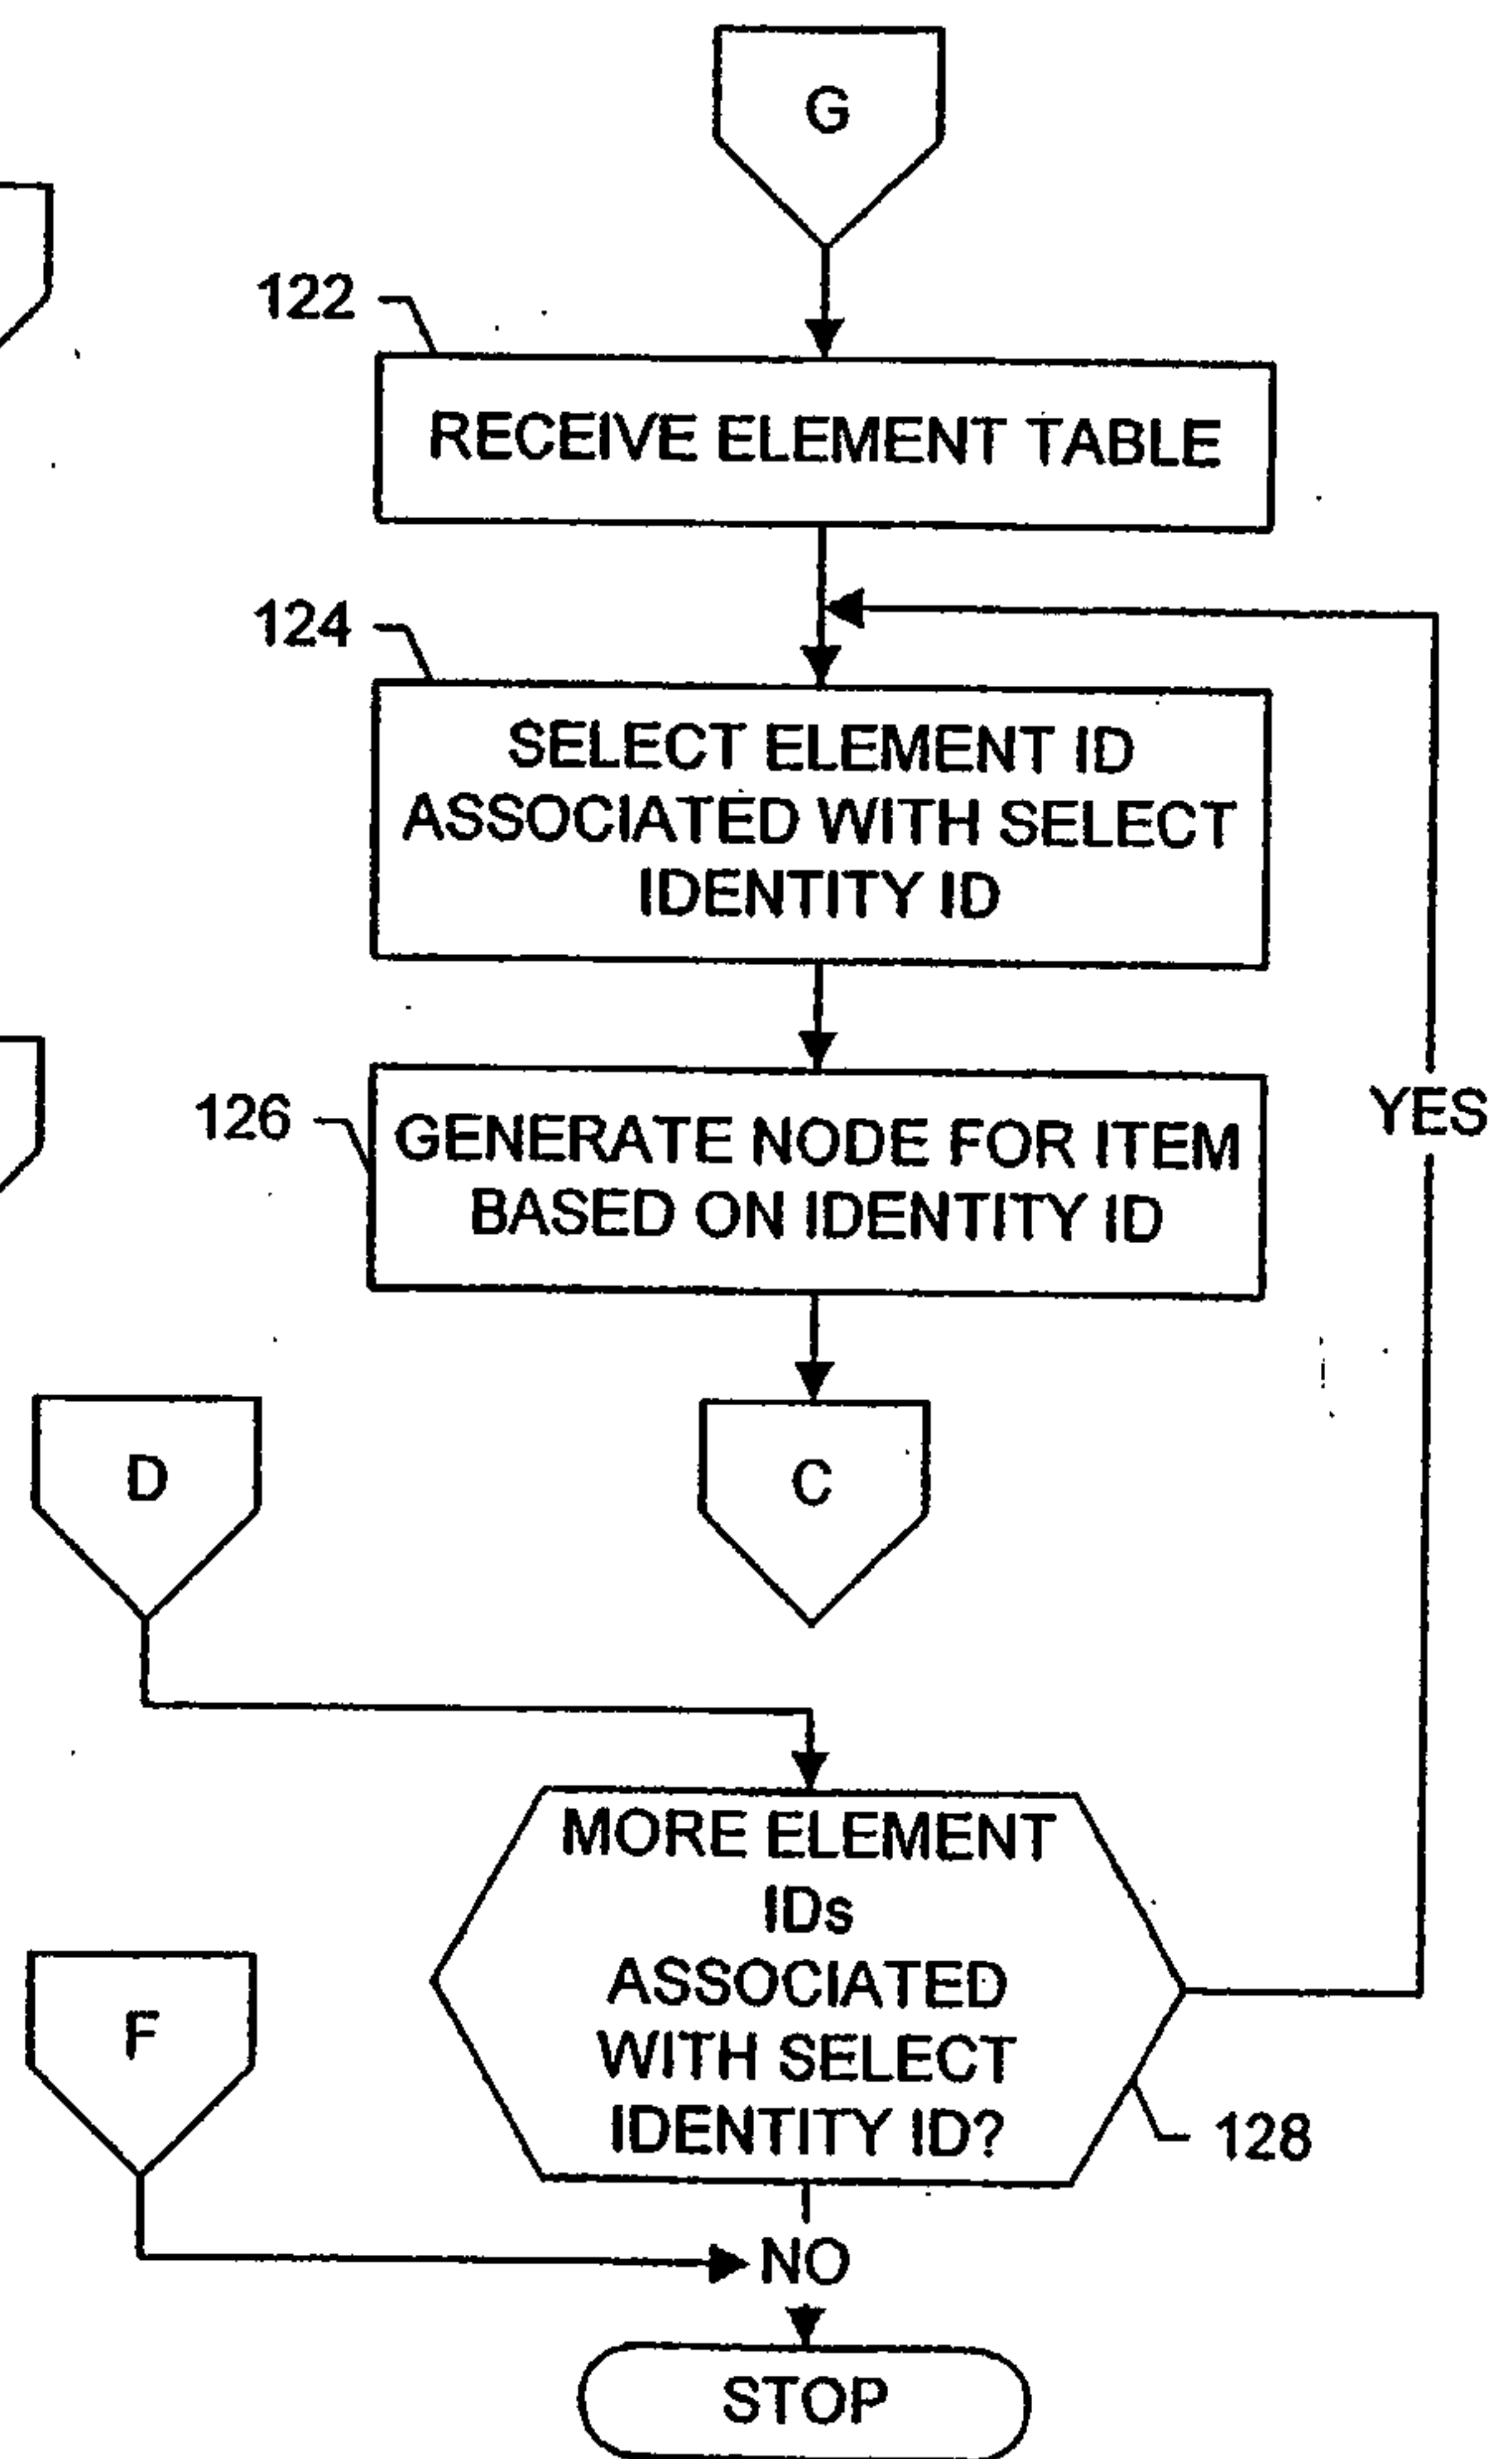 G
122
RECEIVE ELEMENT TABLE
124
SELECT ELEMENT ID
ASSOCIATED WITH SELECT
IDENTITY ID
126
GENERATE NODE FOR ITEM
BASED ON IDENTITY ID
YES
D
C
MORE ELEMENT
IDs
ASSOCIATED
WITH SELECT
IDENTITY ID?
128
F
NO
STOP